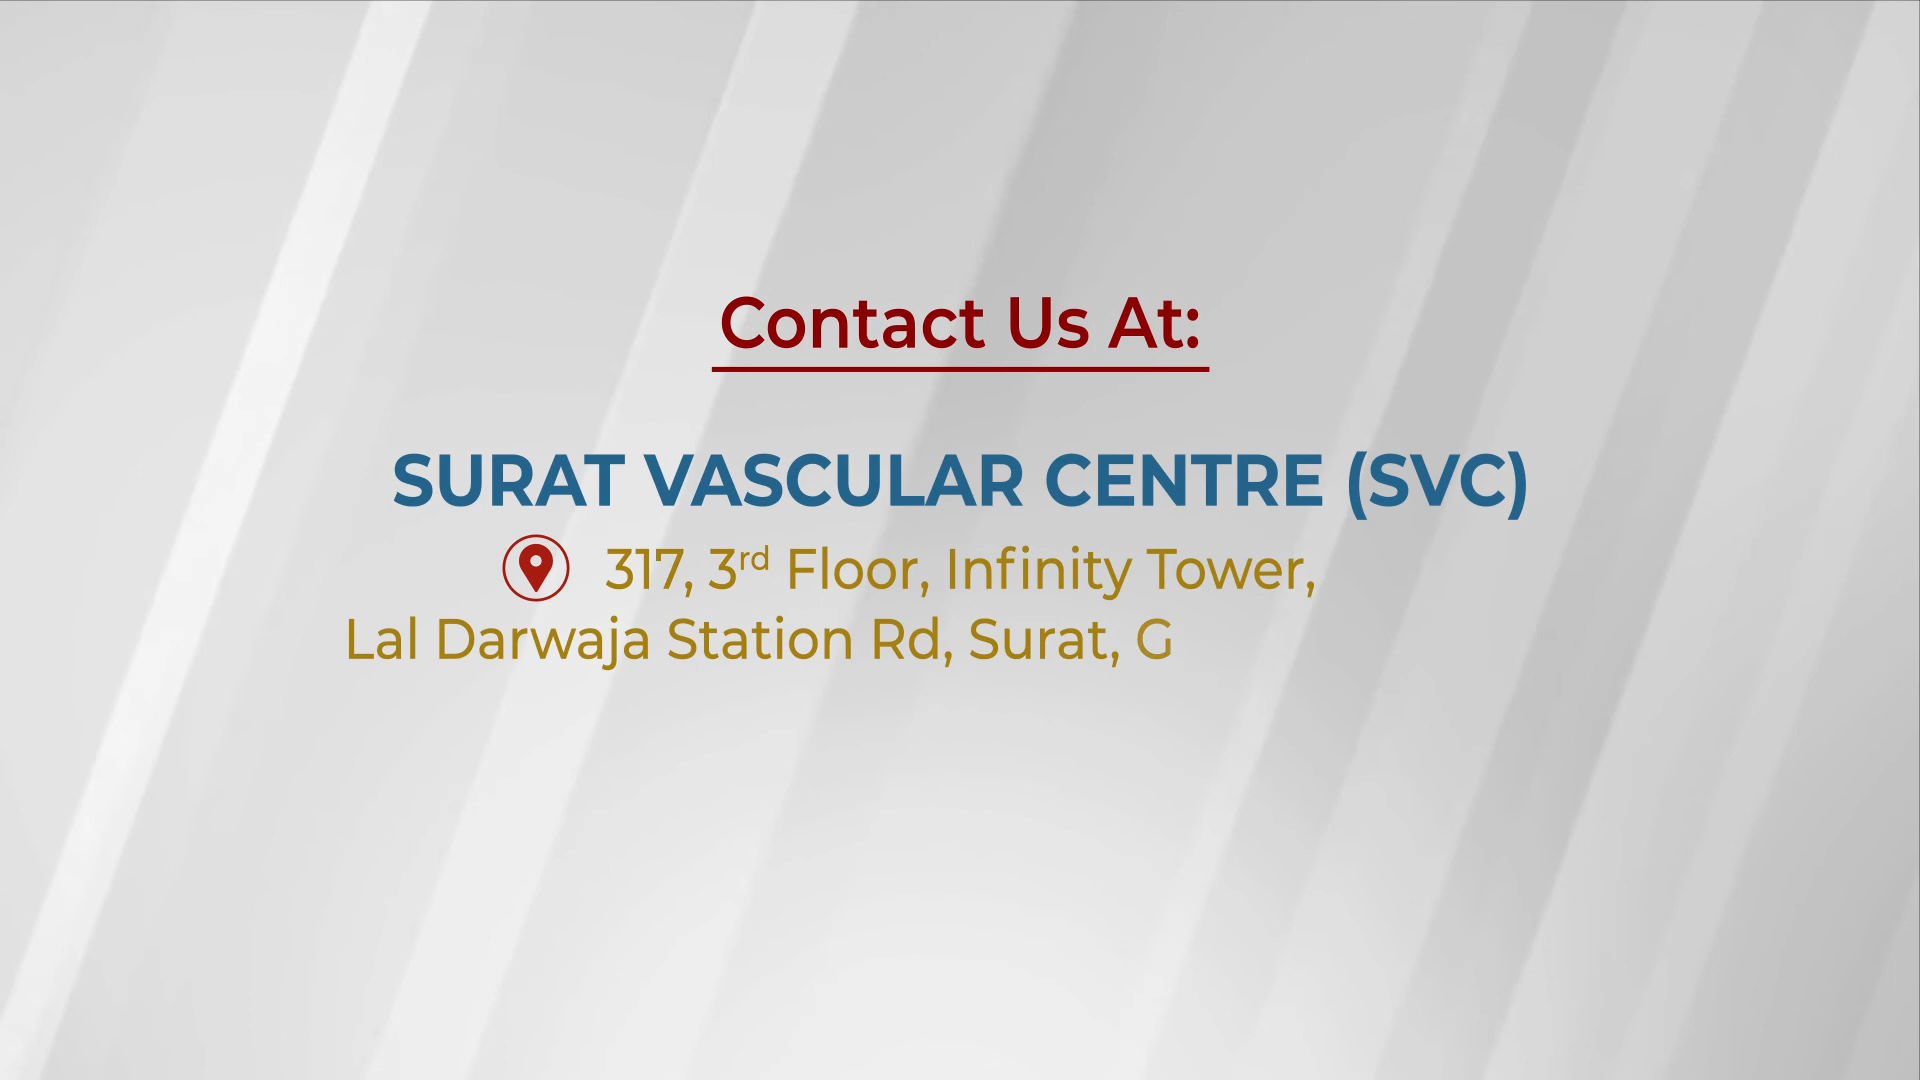 Contact Us At:
SURAT VASCULAR CENTRE (SVC)
317, 3rd Floor, Infinity Tower,
Lal Darwaja Station Rd, Surat, G